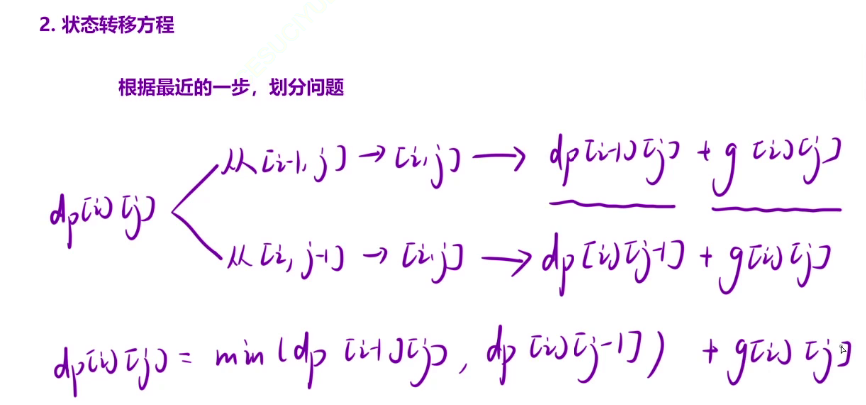 2. 状态转移方程
根据最近的一步，划分问题
从[i-1, j] → [i, j] → dp[i-1][j] + g[i][j]
dp[i][j]
从[i, j-1] → [i, j] → dp[i][j-1] + g[i][j]
dp[i][j] = min(dp[i-1][j], dp[i][j-1]) + g[i][j]